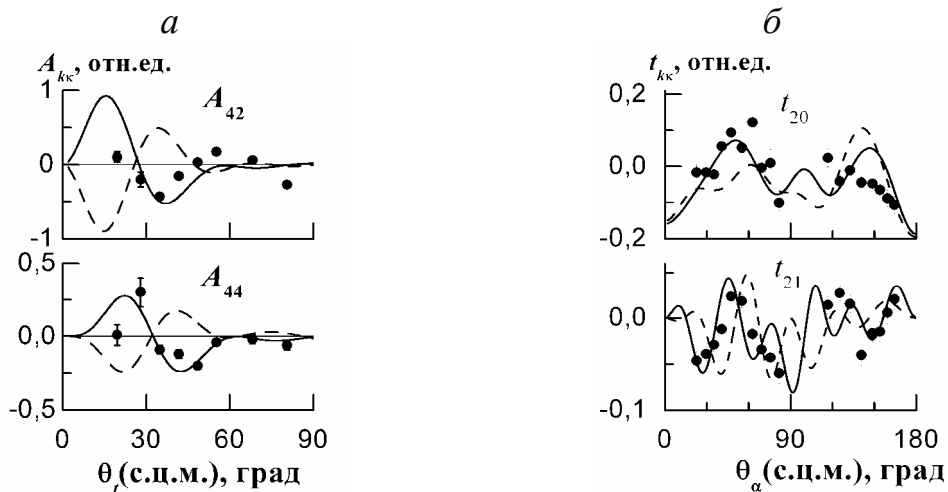 а
б
A_kκ, отн.ед.
A_42
1
0
-1
A_44
0,5
0,0
-0,5
0 30 60 90
θ_t(с.ц.м.), град
t_kκ, отн.ед.
t_20
0,2
0,0
-0,2
t_21
0,0
-0,1
0 90 180
θ_α(с.ц.м.), град